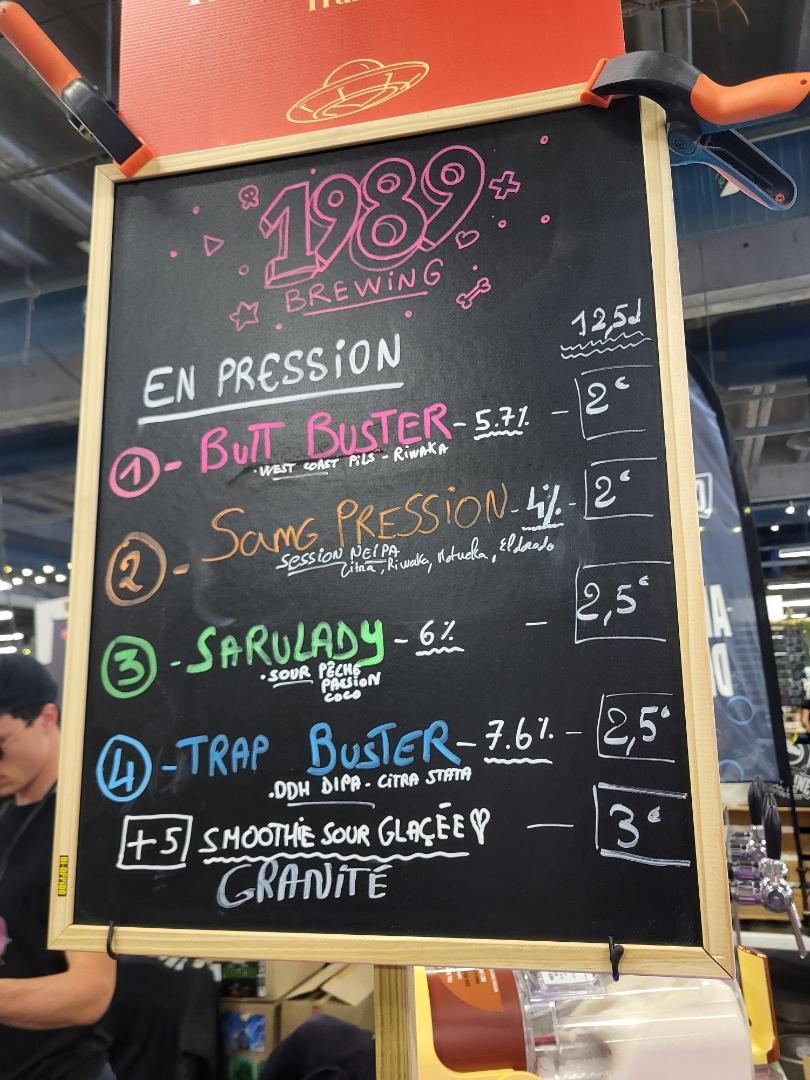 1989
BREWING
12,5d
EN PRESSION
1 - BUTT BUSTER - 5.7% - 2€
• WEST COAST PILS - RIWAKA
2 - Sang PRESSION - 4% - 2€
SESSION NEIPA
Citra, Riwaka, Motueka, Eldorado
3 - SARULADY - 6% - 2,5€
• SOUR PÊCHE
PASSION
COCO
4 - TRAP BUSTER - 7.6% - 2,5€
• DDH DIPA - CITRA STRATA
+5 SMOOTHIE SOUR GLAÇÉE ♡ - 3€
GRANITÉ